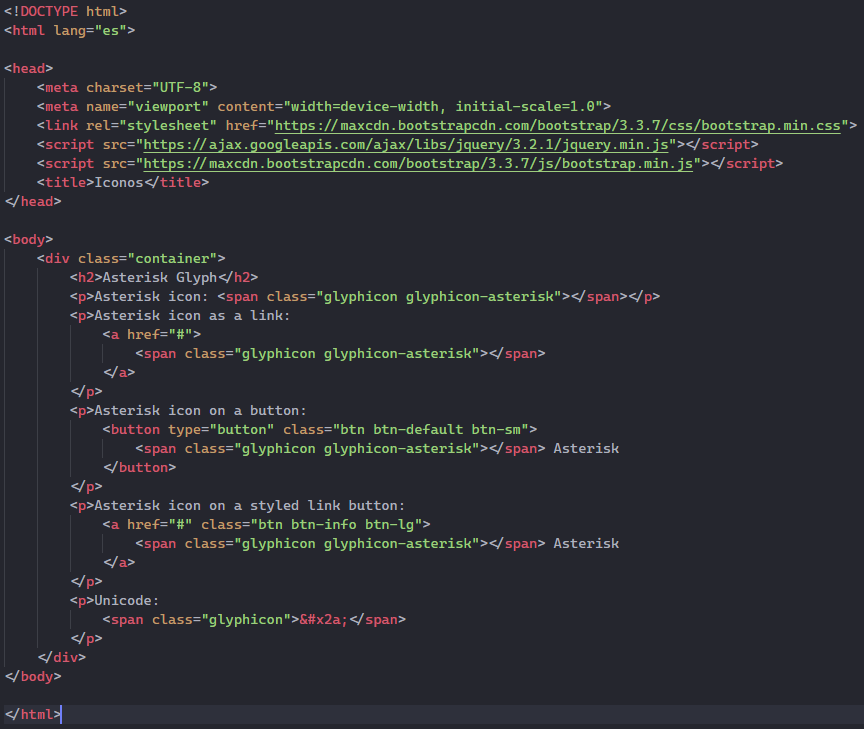 <!DOCTYPE html>
<html lang="es">

<head>
    <meta charset="UTF-8">
    <meta name="viewport" content="width=device-width, initial-scale=1.0">
    <link rel="stylesheet" href="https://maxcdn.bootstrapcdn.com/bootstrap/3.3.7/css/bootstrap.min.css">
    <script src="https://ajax.googleapis.com/ajax/libs/jquery/3.2.1/jquery.min.js"></script>
    <script src="https://maxcdn.bootstrapcdn.com/bootstrap/3.3.7/js/bootstrap.min.js"></script>
    <title>Iconos</title>
</head>

<body>
    <div class="container">
        <h2>Asterisk Glyph</h2>
        <p>Asterisk icon: <span class="glyphicon glyphicon-asterisk"></span></p>
        <p>Asterisk icon as a link:
            <a href="#">
                <span class="glyphicon glyphicon-asterisk"></span>
            </a>
        </p>
        <p>Asterisk icon on a button:
            <button type="button" class="btn btn-default btn-sm">
                <span class="glyphicon glyphicon-asterisk"></span> Asterisk
            </button>
        </p>
        <p>Asterisk icon on a styled link button:
            <a href="#" class="btn btn-info btn-lg">
                <span class="glyphicon glyphicon-asterisk"></span> Asterisk
            </a>
        </p>
        <p>Unicode:
            <span class="glyphicon">&#x2a;</span>
        </p>
    </div>
</body>

</html>